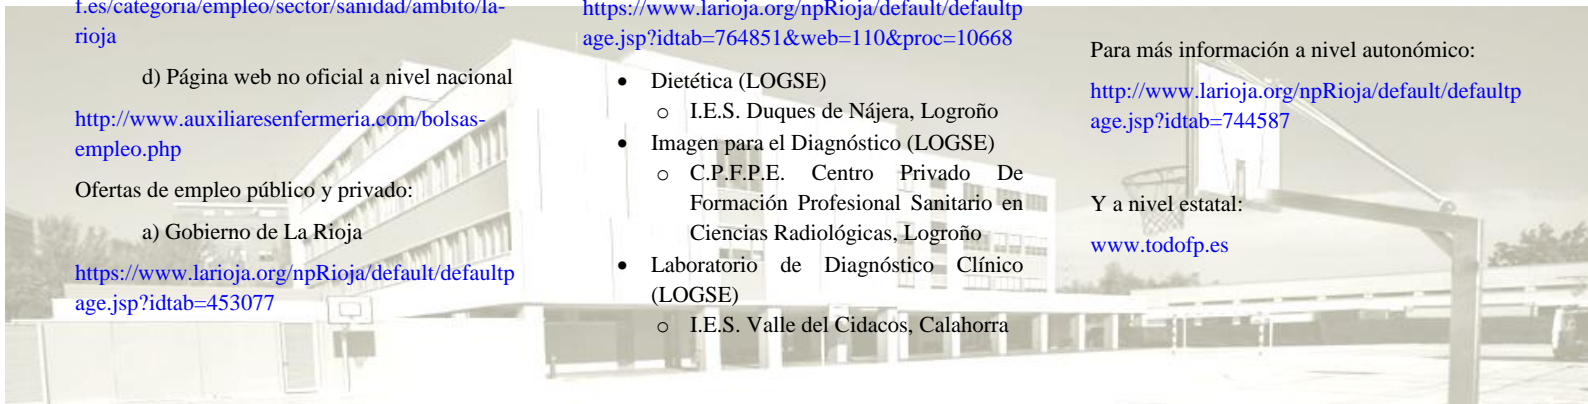 f.es/categoria/empleo/sector/sanidad/ambito/la-
rioja
d) Página web no oficial a nivel nacional
http://www.auxiliaresenfermeria.com/bolsas-
empleo.php
Ofertas de empleo público y privado:
a) Gobierno de La Rioja
https://www.larioja.org/npRioja/default/defaultp
age.jsp?idtab=453077
https://www.larioja.org/npRioja/default/defaultp
age.jsp?idtab=764851&web=110&proc=10668
• Dietética (LOGSE)
o I.E.S. Duques de Nájera, Logroño
• Imagen para el Diagnóstico (LOGSE)
o C.P.F.P.E. Centro Privado De
Formación Profesional Sanitario en
Ciencias Radiológicas, Logroño
• Laboratorio de Diagnóstico Clínico
(LOGSE)
o I.E.S. Valle del Cidacos, Calahorra
Para más información a nivel autonómico:
http://www.larioja.org/npRioja/default/defaultp
age.jsp?idtab=744587
Y a nivel estatal:
www.todofp.es